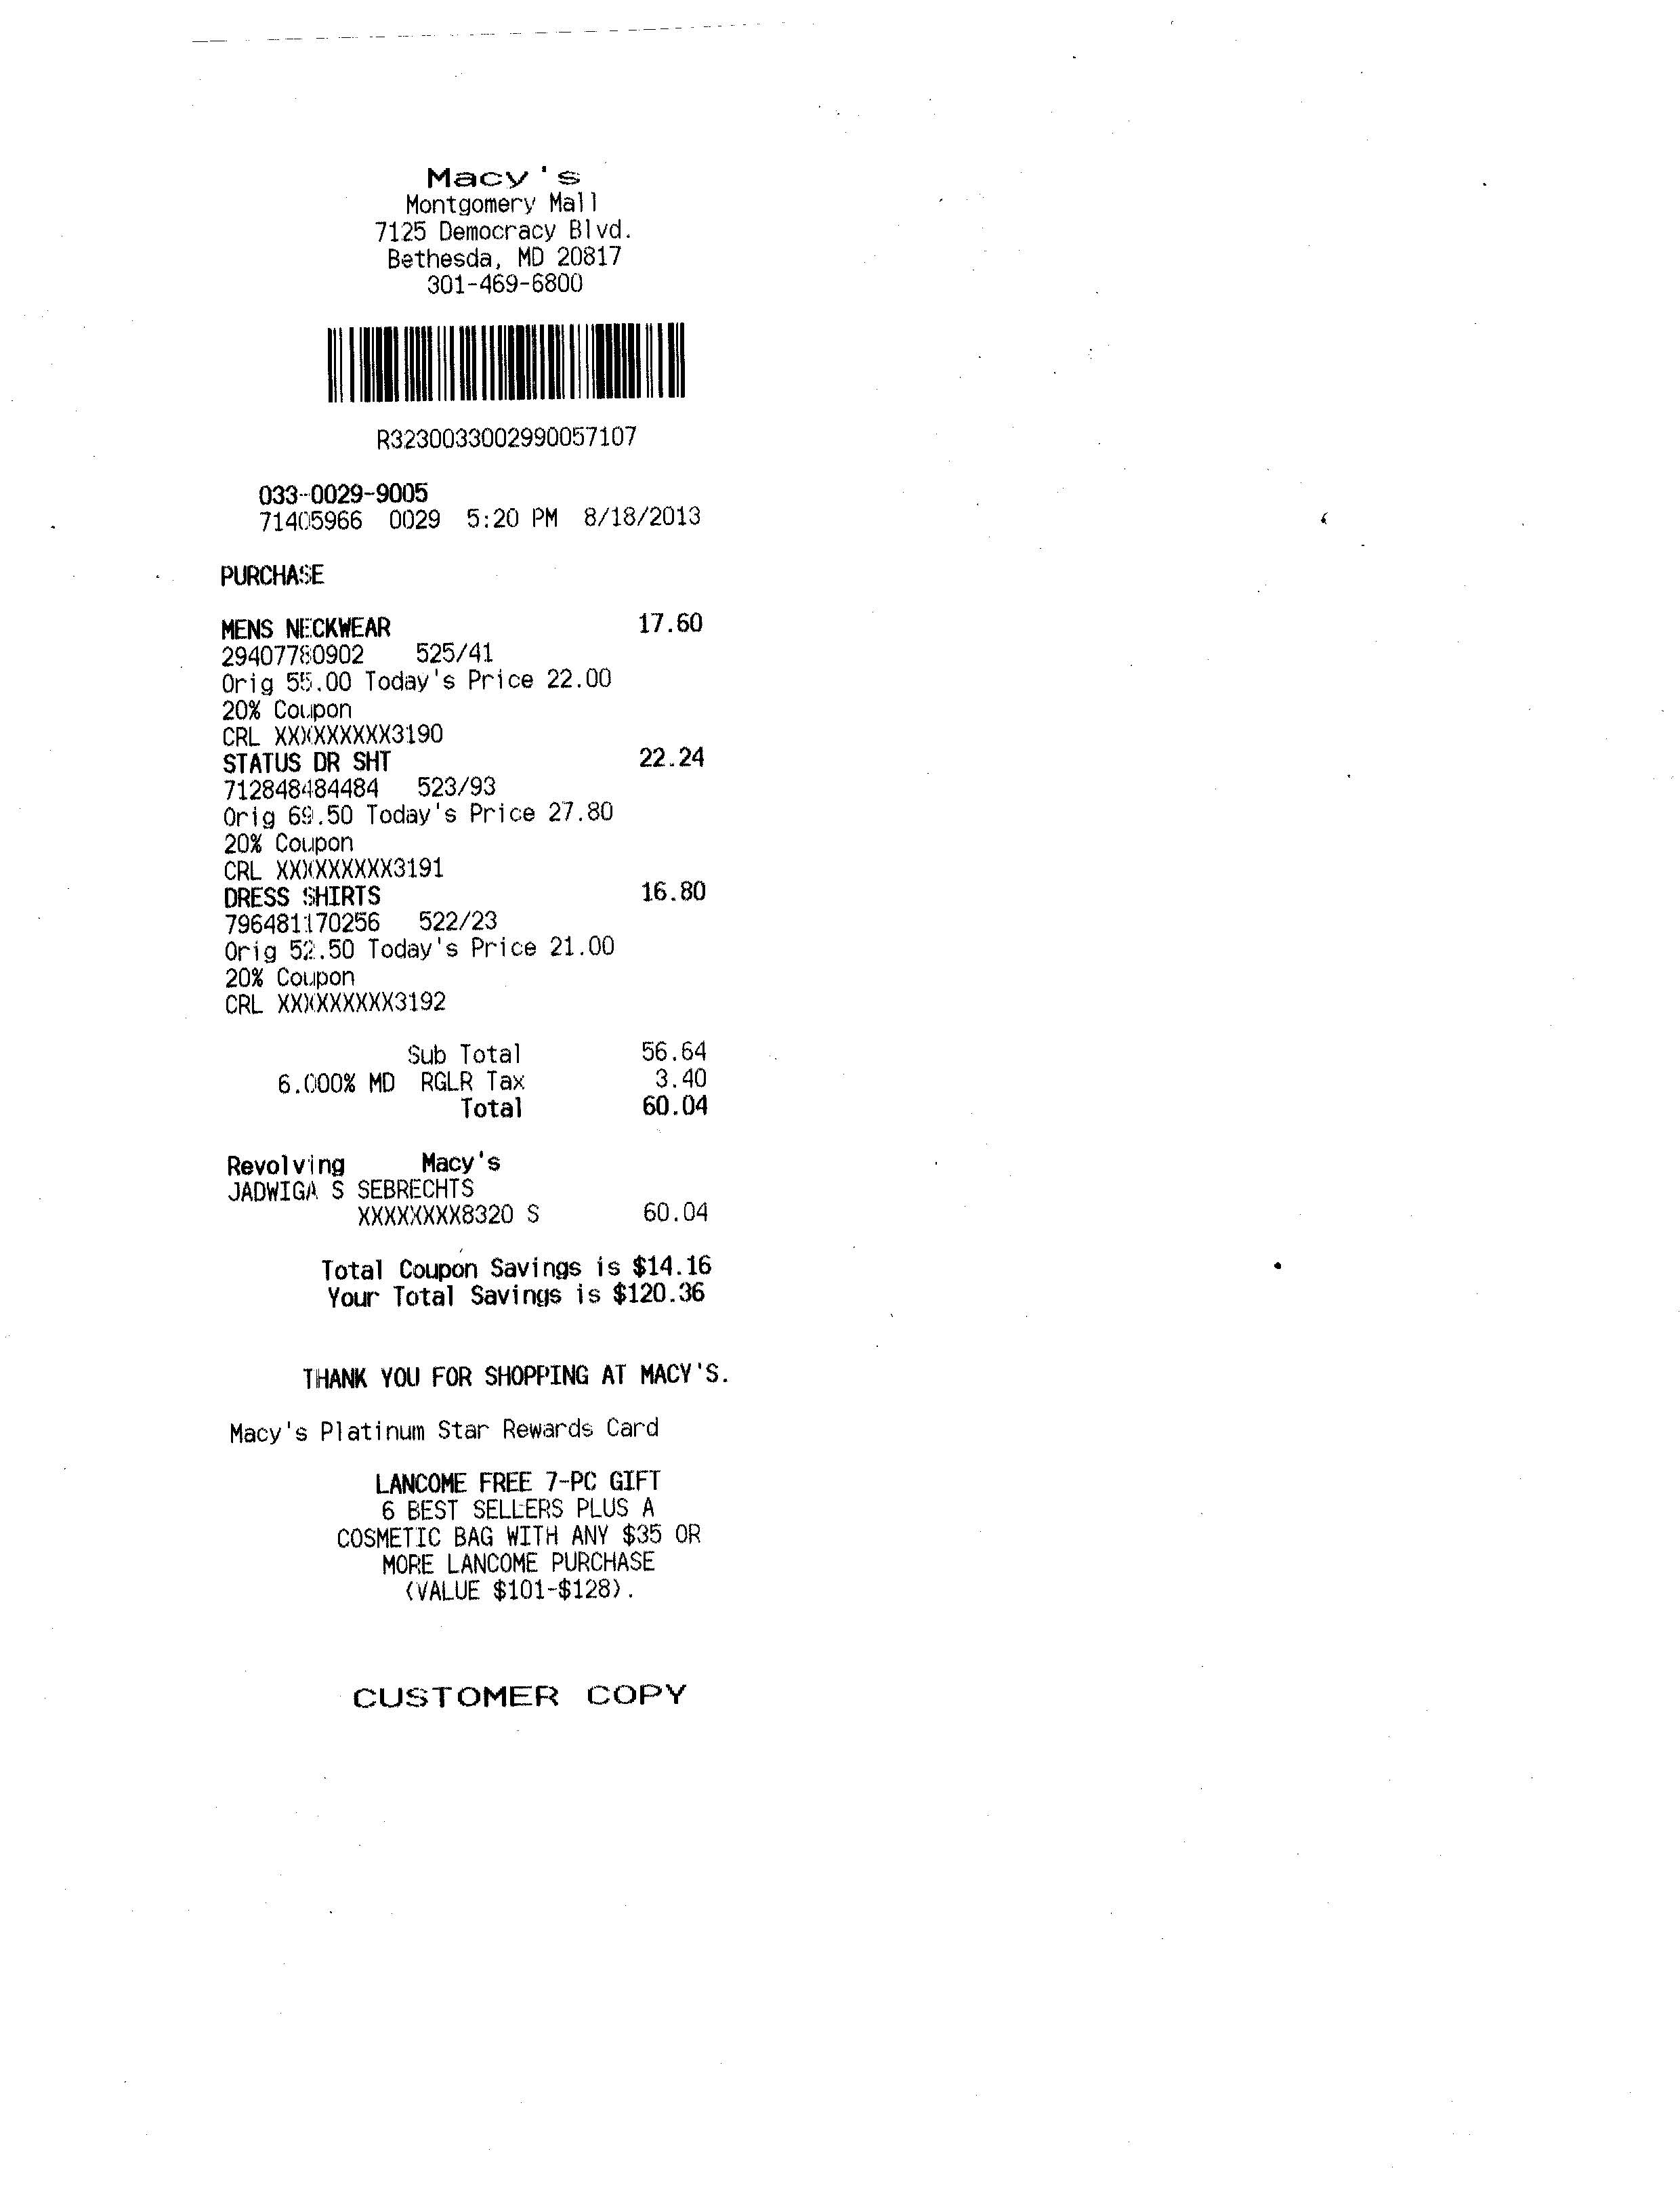 Macy's
Montgomery Mall
7125 Democracy Blvd.
Bethesda, MD 20817
301-469-6800
R3230033002990057107
033-0029-9005
71405966 0029 5:20 PM 8/18/2013
PURCHASE
MENS NECKWEAR 17.60
29407780902 525/41
Orig 55.00 Today's Price 22.00
20% Coupon
CRL XXXXXXXXX3190
STATUS DR SHT 22.24
712848484484 523/93
Orig 69.50 Today's Price 27.80
20% Coupon
CRL XXXXXXXXX3191
DRESS SHIRTS 16.80
796481170256 522/23
Orig 52.50 Today's Price 21.00
20% Coupon
CRL XXXXXXXXX3192
Sub Total 56.64
6.000% MD RGLR Tax 3.40
Total 60.04
Revolving Macy's
JADWIGA S SEBRECHTS
XXXXXXXX8320 S 60.04
Total Coupon Savings is $14.16
Your Total Savings is $120.36
THANK YOU FOR SHOPPING AT MACY'S.
Macy's Platinum Star Rewards Card
LANCOME FREE 7-PC GIFT
6 BEST SELLERS PLUS A
COSMETIC BAG WITH ANY $35 OR
MORE LANCOME PURCHASE
(VALUE $101-$128).
CUSTOMER COPY